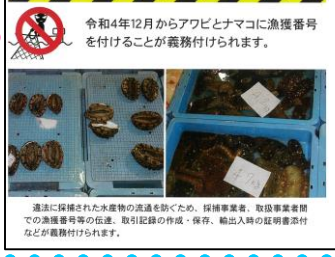 令和4年12月からアワビとナマコに漁獲番号
を付けることが義務付けられます。
違法に採捕された水産物の流通を防ぐため、採捕事業者、取扱事業者間
での漁獲番号等の伝達、取引記録の作成・保存、輸出入時の証明書添付
などが義務付けられます。